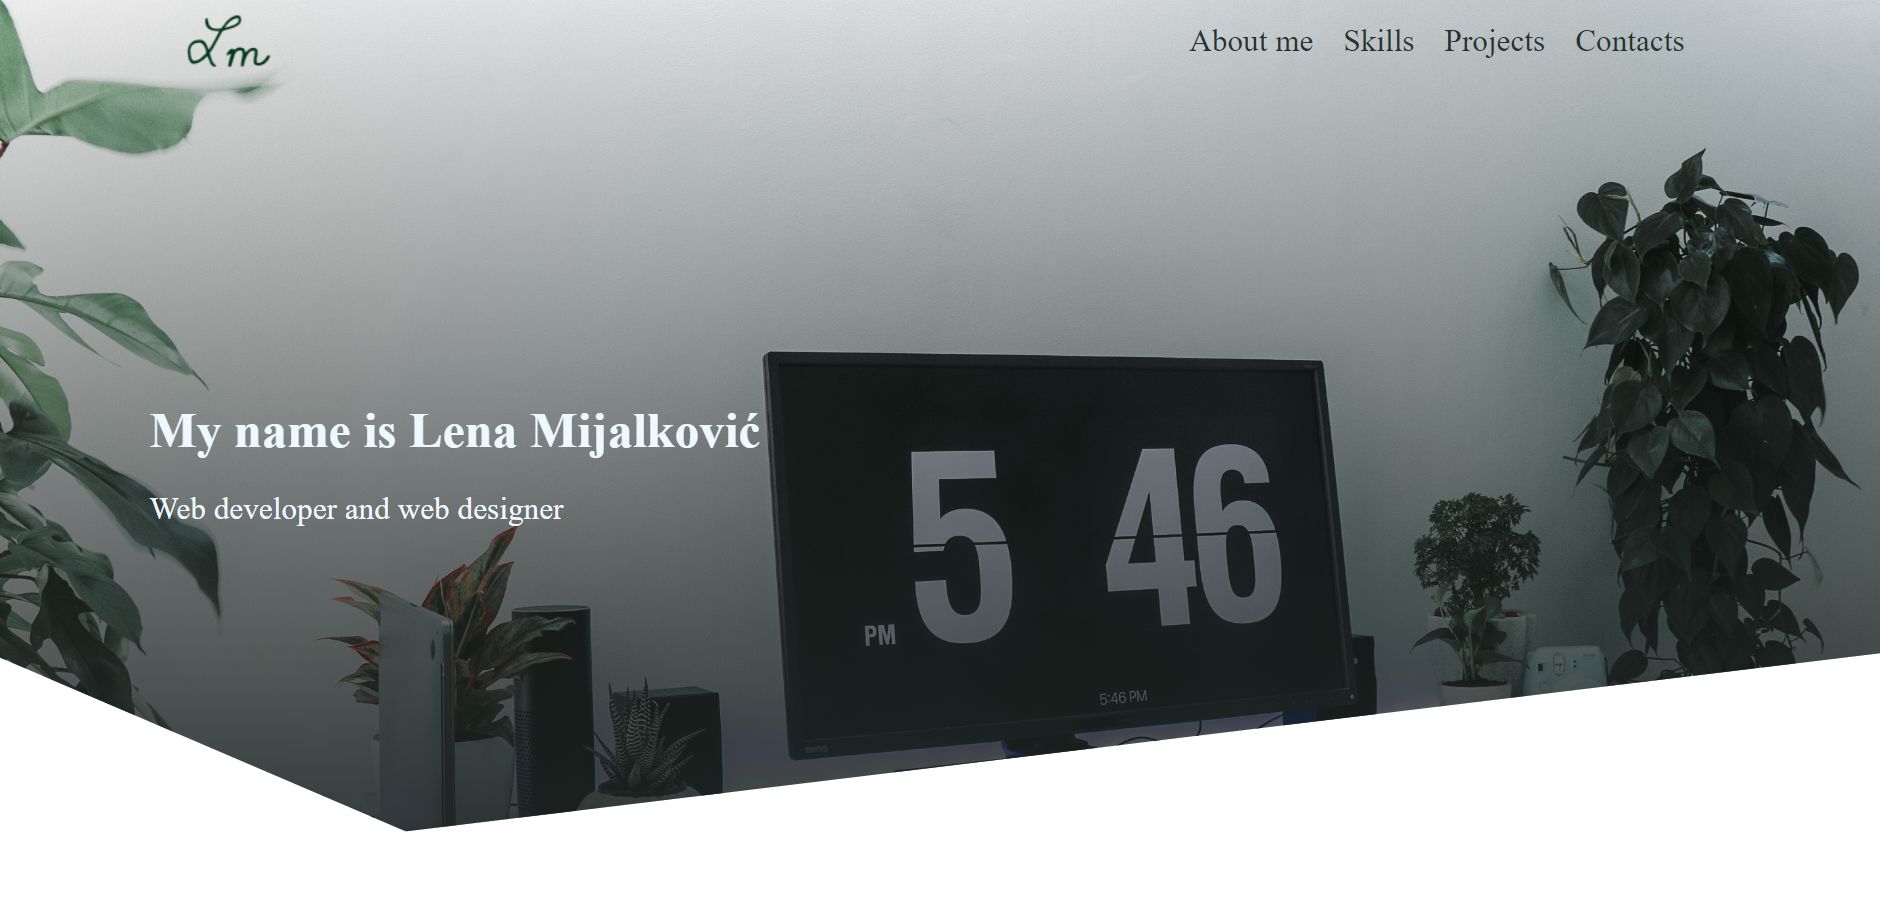 Lm
About me Skills Projects Contacts
My name is Lena Mijalković
Web developer and web designer
5 46
PM
5:46 PM
BenQ